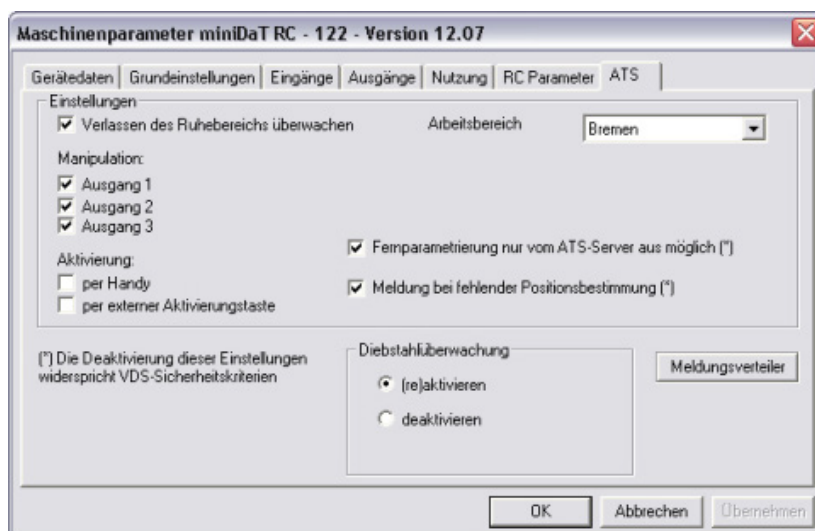 Maschinenparameter miniDaT RC - 122 - Version 12.07
Gerätedaten Grundeinstellungen Eingänge Ausgänge Nutzung RC Parameter ATS
Einstellungen
Verlassen des Ruhebereichs überwachen
Arbeitsbereich
Bremen
Manipulation:
Ausgang 1
Ausgang 2
Ausgang 3
Fernparametrierung nur vom ATS-Server aus möglich (*)
Aktivierung:
per Handy
Meldung bei fehlender Positionsbestimmung (*)
per externer Aktivierungstaste
(*) Die Deaktivierung dieser Einstellungen
widerspricht VDS-Sicherheitskriterien
Diebstahlüberwachung
(re)aktivieren
deaktivieren
Meldungsverteiler
OK Abbrechen Übernehmen